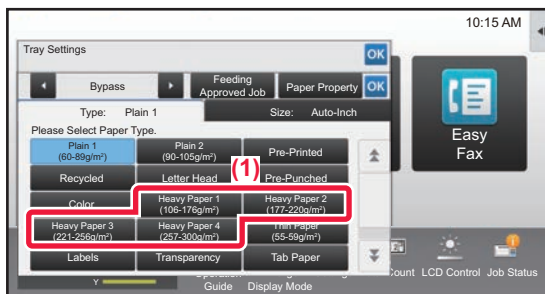 10:15 AM
Tray Settings
OK
Bypass
Feeding
Approved Job
Paper Property
OK
Type: Plain 1
Size: Auto-Inch
Please Select Paper Type.
Plain 1
(60-89g/m²)
Plain 2
(90-105g/m²)
Pre-Printed
Recycled
Letter Head
(1)
Pre-Punched
Color
Heavy Paper 1
(106-176g/m²)
Heavy Paper 2
(177-220g/m²)
Heavy Paper 3
(221-256g/m²)
Heavy Paper 4
(257-300g/m²)
Thin Paper
(55-59g/m²)
Labels
Transparency
Tab Paper
Easy
Fax
Y
Guide
Display Mode
Count
LCD Control
Job Status